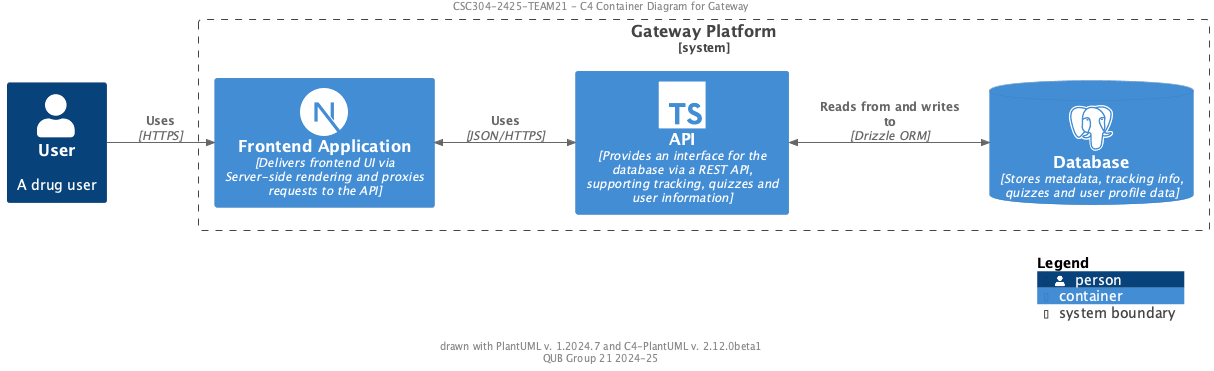 CSC304-2425-TEAM21 - C4 Container Diagram for Gateway
Gateway Platform
[system]
User
A drug user
Uses
[HTTPS]
N
Frontend Application
[Delivers frontend UI via
Server-side rendering and proxies
requests to the API]
Uses
[JSON/HTTPS]
TS
API
[Provides an interface for the
database via a REST API,
supporting tracking, quizzes and
user information]
Reads from and writes
to
[Drizzle ORM]
Database
[Stores metadata, tracking info,
quizzes and user profile data]
Legend
person
container
system boundary
drawn with PlantUML v. 1.2024.7 and C4-PlantUML v. 2.12.0beta1
QUB Group 21 2024-25